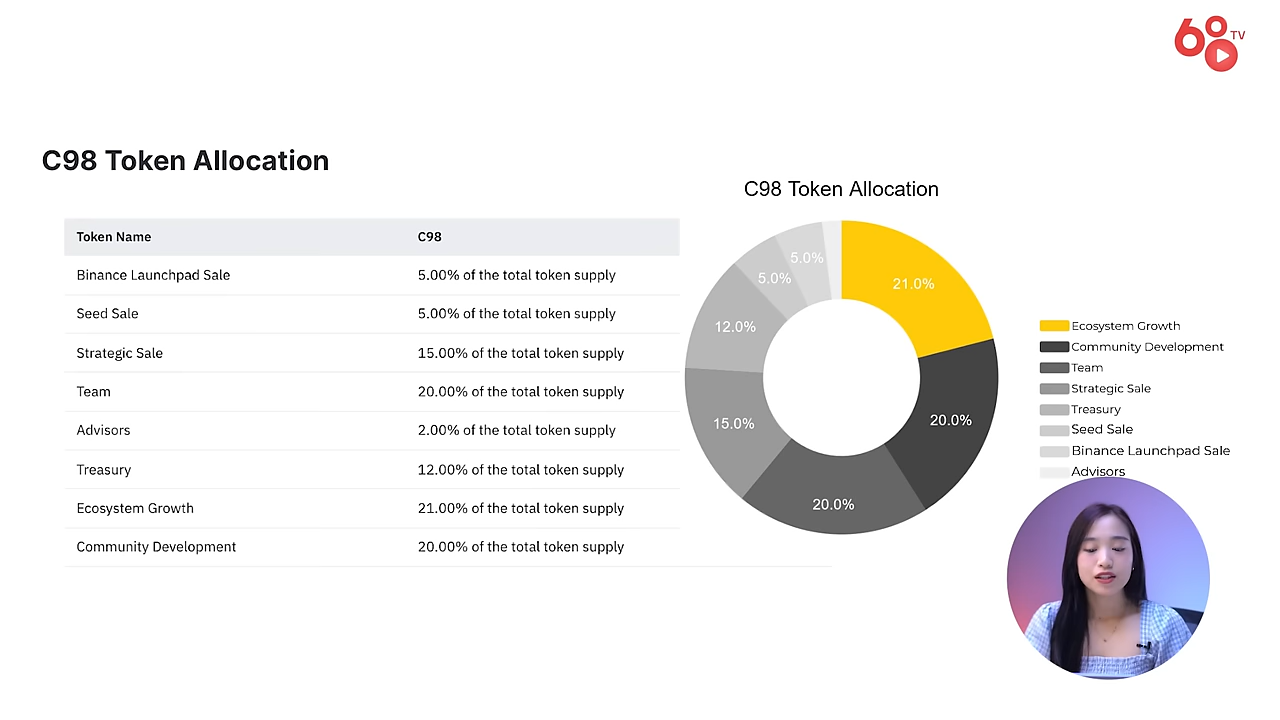 68 TV
C98 Token Allocation
C98 Token Allocation
Token Name C98
Binance Launchpad Sale 5.00% of the total token supply
Seed Sale 5.00% of the total token supply
Strategic Sale 15.00% of the total token supply
Team 20.00% of the total token supply
Advisors 2.00% of the total token supply
Treasury 12.00% of the total token supply
Ecosystem Growth 21.00% of the total token supply
Community Development 20.00% of the total token supply
5.0%
5.0%
21.0%
12.0%
15.0%
20.0%
20.0%
Ecosystem Growth
Community Development
Team
Strategic Sale
Treasury
Seed Sale
Binance Launchpad Sale
Advisors